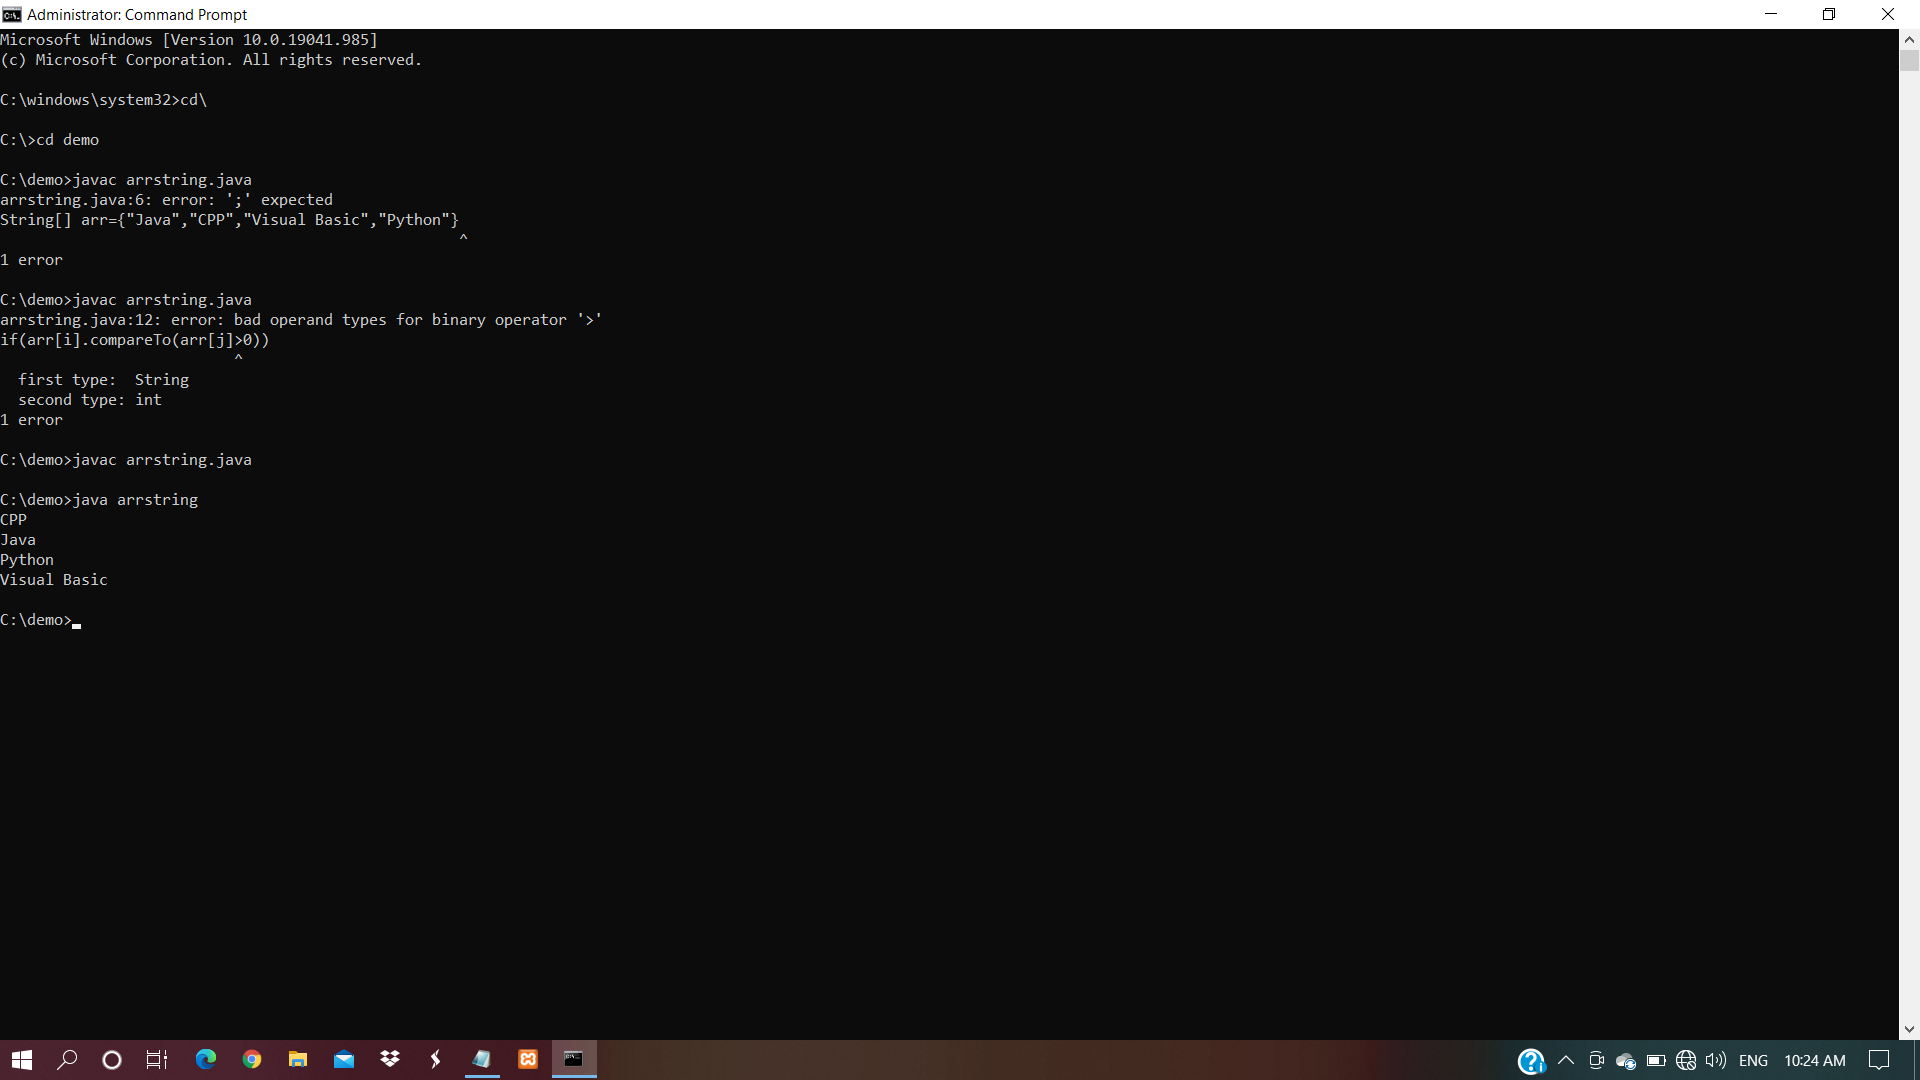 Administrator: Command Prompt
Microsoft Windows [Version 10.0.19041.985]
(c) Microsoft Corporation. All rights reserved.
C:\windows\system32>cd\
C:\>cd demo
C:\demo>javac arrstring.java
arrstring.java:6: error: ';' expected
String[] arr={"Java","CPP","Visual Basic","Python"}
^
1 error
C:\demo>javac arrstring.java
arrstring.java:12: error: bad operand types for binary operator '>'
if(arr[i].compareTo(arr[j]>0))
^
first type:  String
second type: int
1 error
C:\demo>javac arrstring.java
C:\demo>java arrstring
CPP
Java
Python
Visual Basic
C:\demo>
ENG
10:24 AM